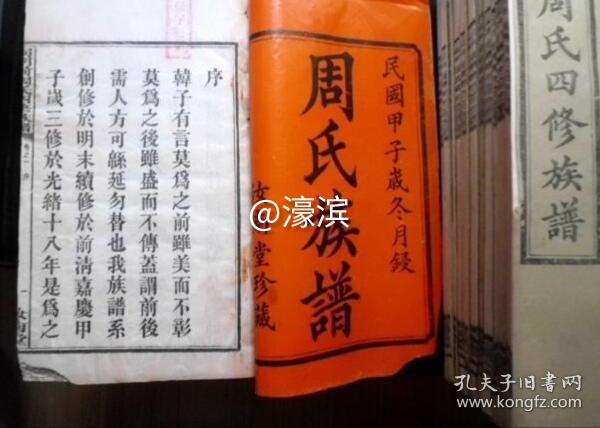 周氏四修族譜
民國甲子歲冬月鋟
周氏族譜
堂珍藏
序
韓子有言莫爲之前雖美而不彰
莫爲之後雖盛而不傳蓋謂前後
需人方可緜延勿替也我族譜系
創修於明末續修於前清嘉慶甲
子歲三修於光緒十八年是爲之
@濠滨
孔夫子旧书网
www.kongfz.com